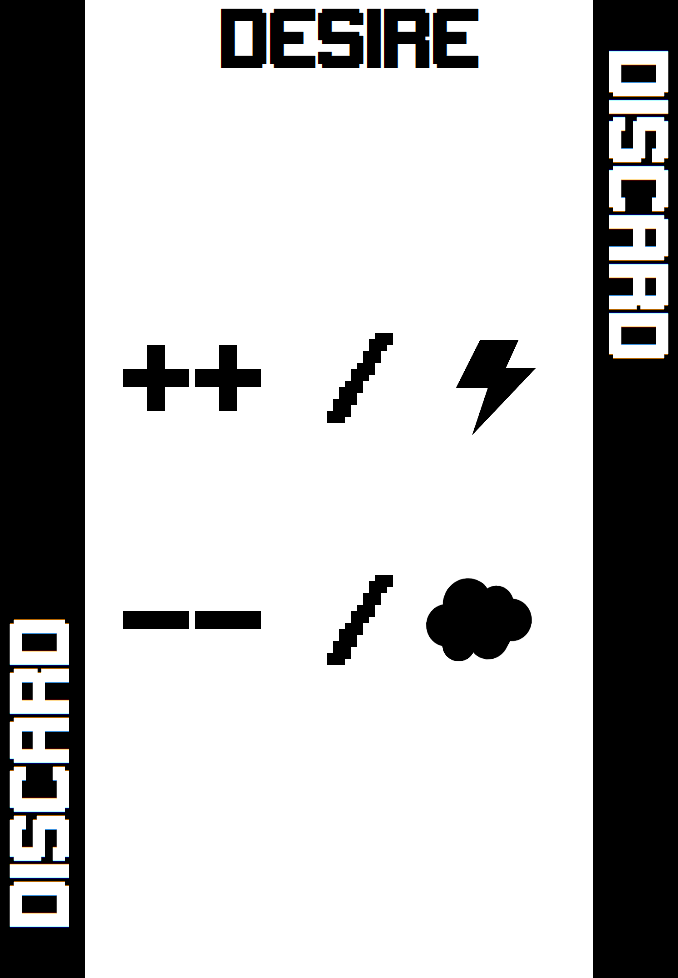 DESIRE
DISCARD
++ /
-- /
DISCARD